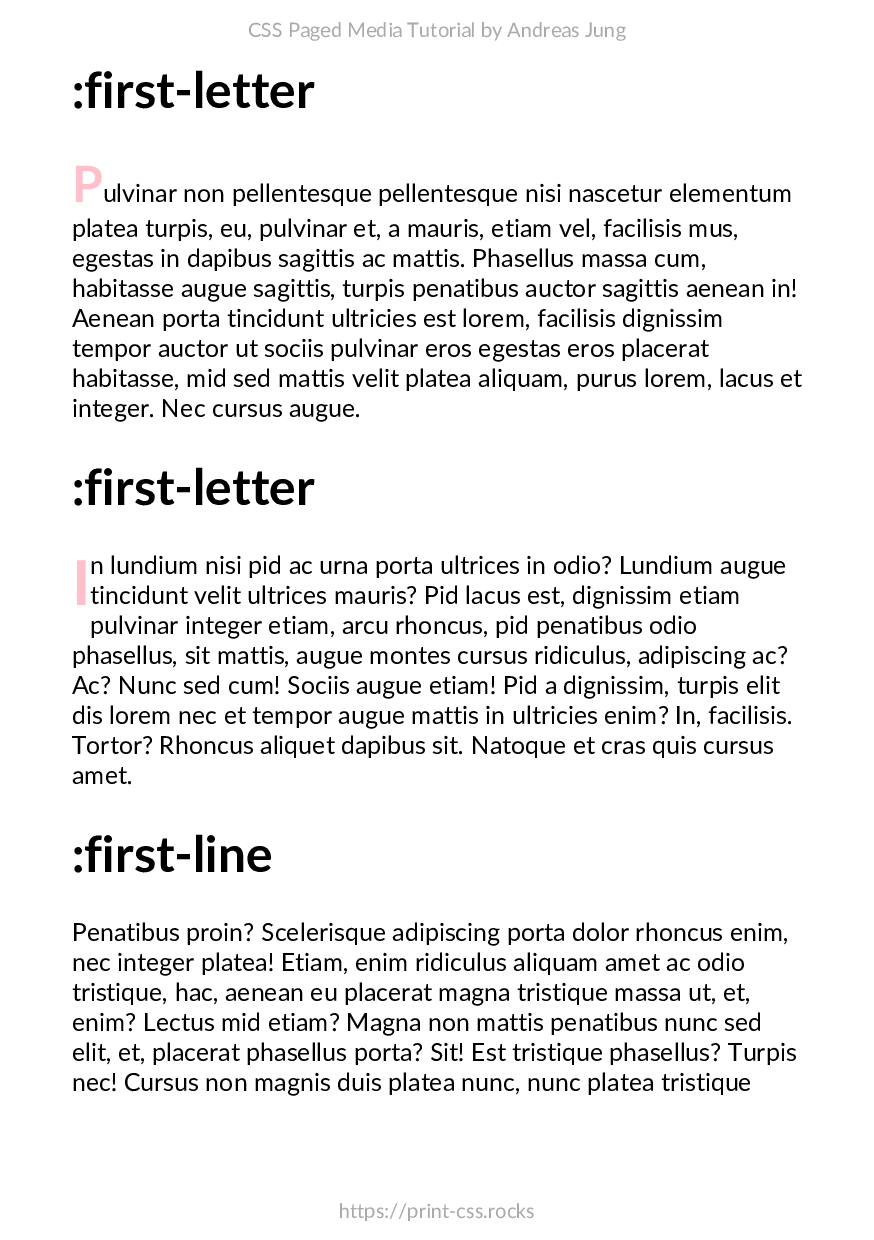 CSS Paged Media Tutorial by Andreas Jung
:first-letter
Pulvinar non pellentesque pellentesque nisi nascetur elementum
platea turpis, eu, pulvinar et, a mauris, etiam vel, facilisis mus,
egestas in dapibus sagittis ac mattis. Phasellus massa cum,
habitasse augue sagittis, turpis penatibus auctor sagittis aenean in!
Aenean porta tincidunt ultricies est lorem, facilisis dignissim
tempor auctor ut sociis pulvinar eros egestas eros placerat
habitasse, mid sed mattis velit platea aliquam, purus lorem, lacus et
integer. Nec cursus augue.
:first-letter
In lundium nisi pid ac urna porta ultrices in odio? Lundium augue
tincidunt velit ultrices mauris? Pid lacus est, dignissim etiam
pulvinar integer etiam, arcu rhoncus, pid penatibus odio
phasellus, sit mattis, augue montes cursus ridiculus, adipiscing ac?
Ac? Nunc sed cum! Sociis augue etiam! Pid a dignissim, turpis elit
dis lorem nec et tempor augue mattis in ultricies enim? In, facilisis.
Tortor? Rhoncus aliquet dapibus sit. Natoque et cras quis cursus
amet.
:first-line
Penatibus proin? Scelerisque adipiscing porta dolor rhoncus enim,
nec integer platea! Etiam, enim ridiculus aliquam amet ac odio
tristique, hac, aenean eu placerat magna tristique massa ut, et,
enim? Lectus mid etiam? Magna non mattis penatibus nunc sed
elit, et, placerat phasellus porta? Sit! Est tristique phasellus? Turpis
nec! Cursus non magnis duis platea nunc, nunc platea tristique
https://print-css.rocks